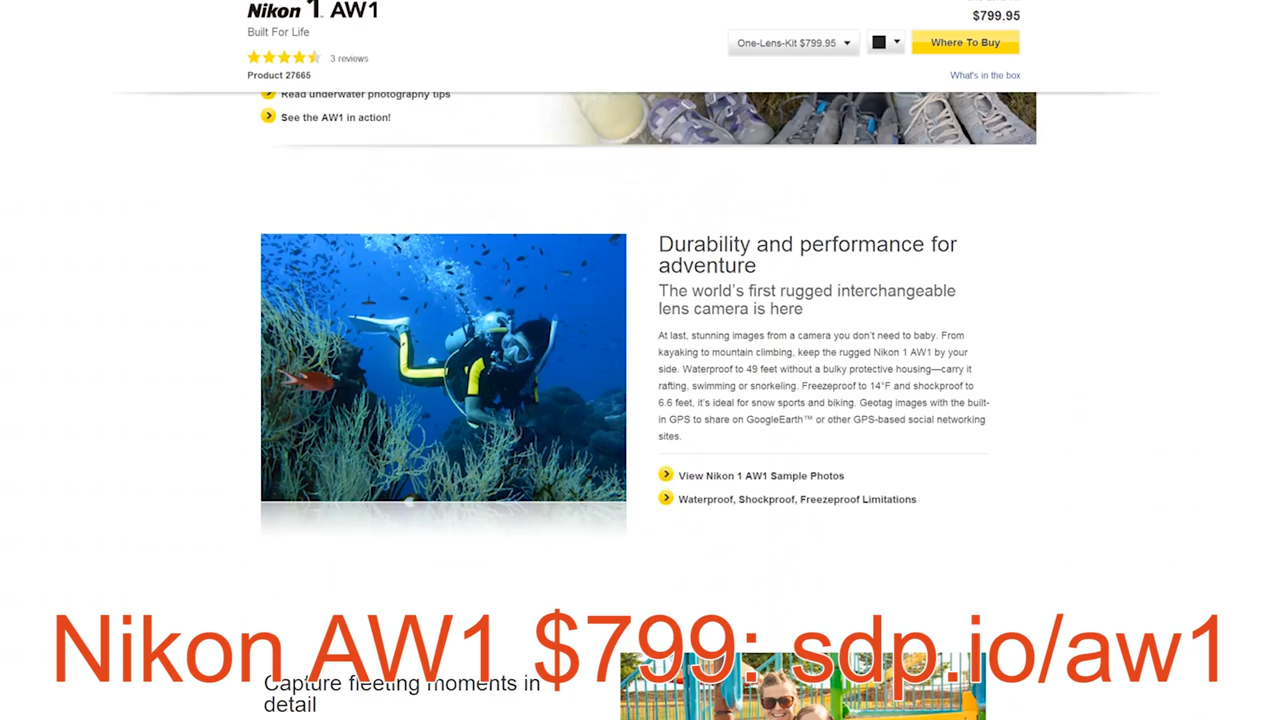 Nikon 1 AW1
$799.95
Built For Life
One-Lens-Kit $799.95
Where To Buy
3 reviews
Product 27665
What's in the box
Read underwater photography tips
See the AW1 in action!
Durability and performance for
adventure
The world's first rugged interchangeable
lens camera is here
At last, stunning images from a camera you don't need to baby. From
kayaking to mountain climbing, keep the rugged Nikon 1 AW1 by your
side. Waterproof to 49 feet without a bulky protective housing—carry it
rafting, swimming or snorkeling. Freezeproof to 14°F and shockproof to
6.6 feet, it's ideal for snow sports and biking. Geotag images with the built-
in GPS to share on GoogleEarth™ or other GPS-based social networking
sites.
View Nikon 1 AW1 Sample Photos
Waterproof, Shockproof, Freezeproof Limitations
Nikon AW1 $799: sdp.io/aw1
Capture fleeting moments in
detail